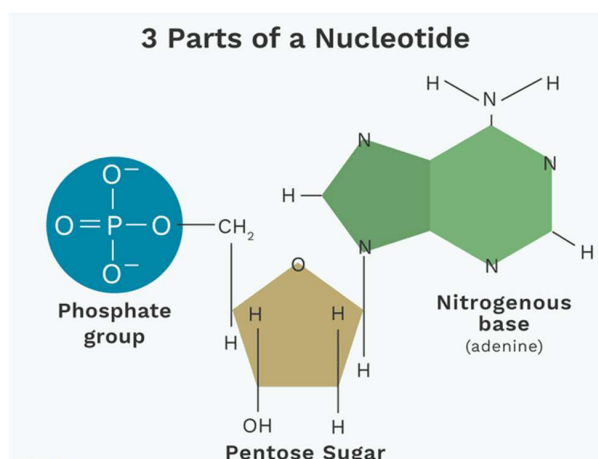 3 Parts of a Nucleotide
H H
N
N
N
O–
O=P–O
O–
CH₂
H
N
H
N
O
Phosphate
group
Nitrogenous
base
(adenine)
H
H
H
H
OH
H
Pentose Sugar